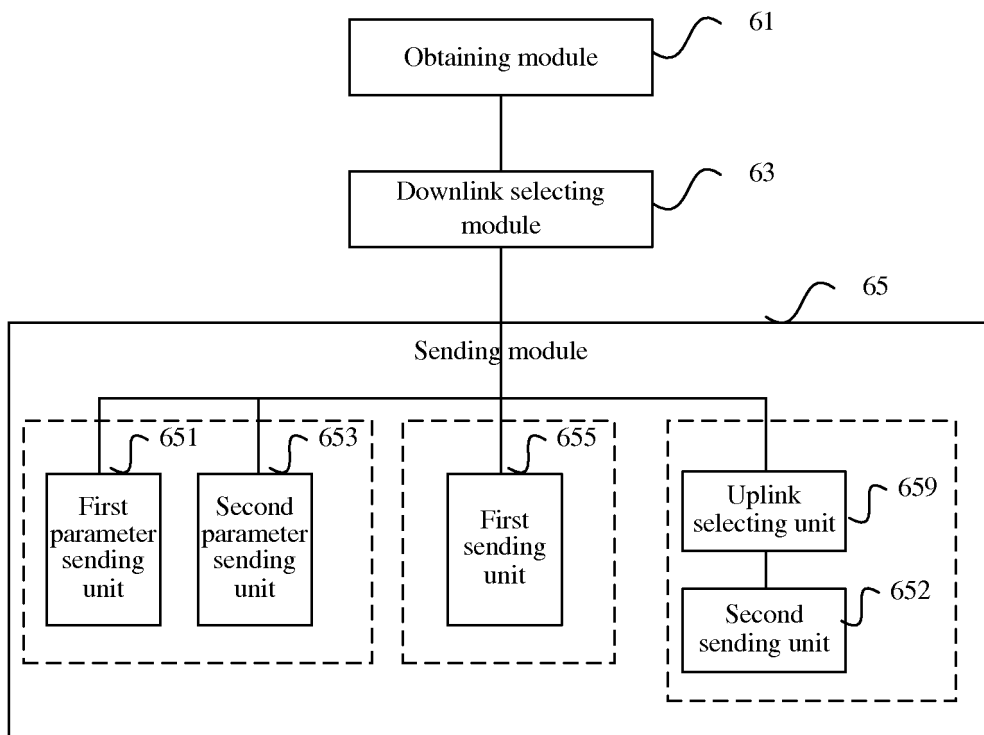 61
Obtaining module
63
Downlink selecting
module
65
Sending module
651
First
parameter
sending
unit
653
Second
parameter
sending
unit
655
First
sending
unit
659
Uplink
selecting unit
652
Second
sending unit